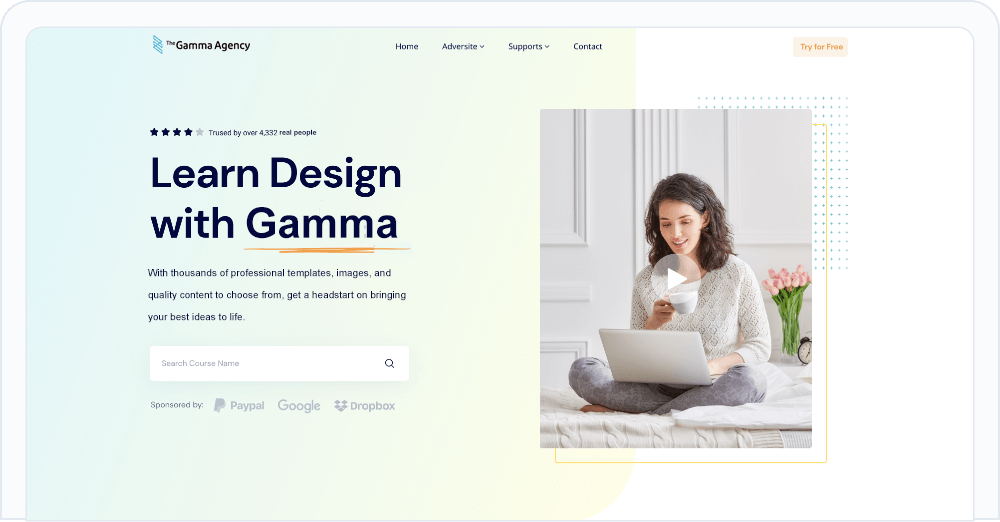 The Gamma Agency
Home
Adversite
Supports
Contact
Try for Free
Trused by over 4,332 real people
Learn Design
with Gamma
With thousands of professional templates, images, and
quality content to choose from, get a headstart on bringing
your best ideas to life.
Search Course Name
Sponsored by:
Paypal
Google
Dropbox